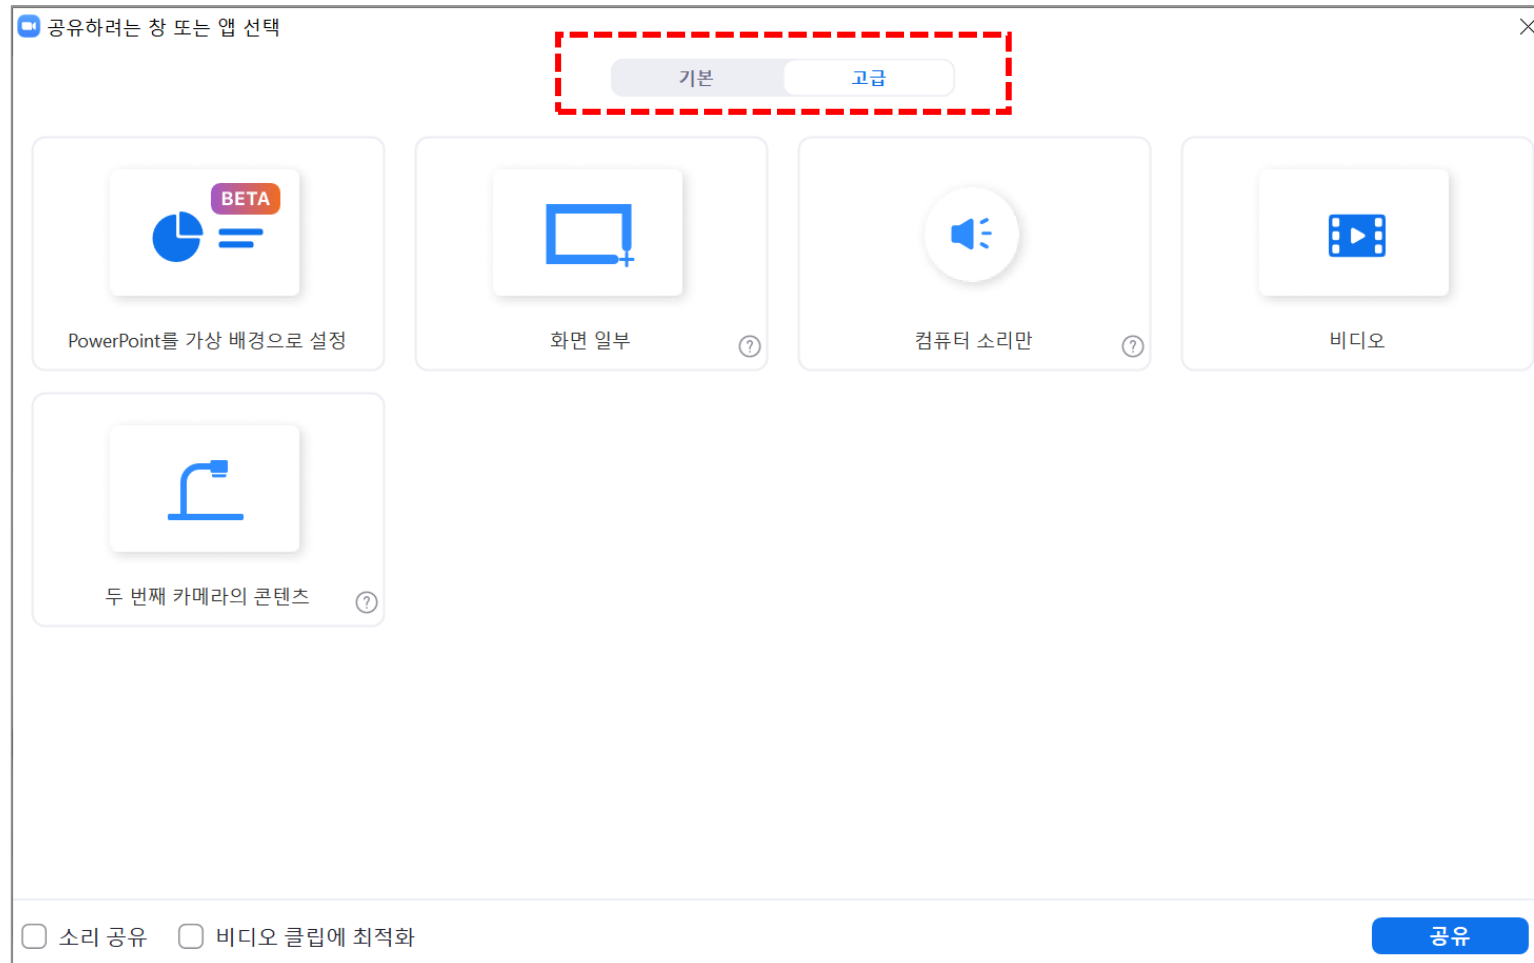 공유하려는 창 또는 앱 선택
기본
고급
BETA
PowerPoint를 가상 배경으로 설정
화면 일부
?
컴퓨터 소리만
?
비디오
두 번째 카메라의 콘텐츠
?
소리 공유
비디오 클립에 최적화
공유